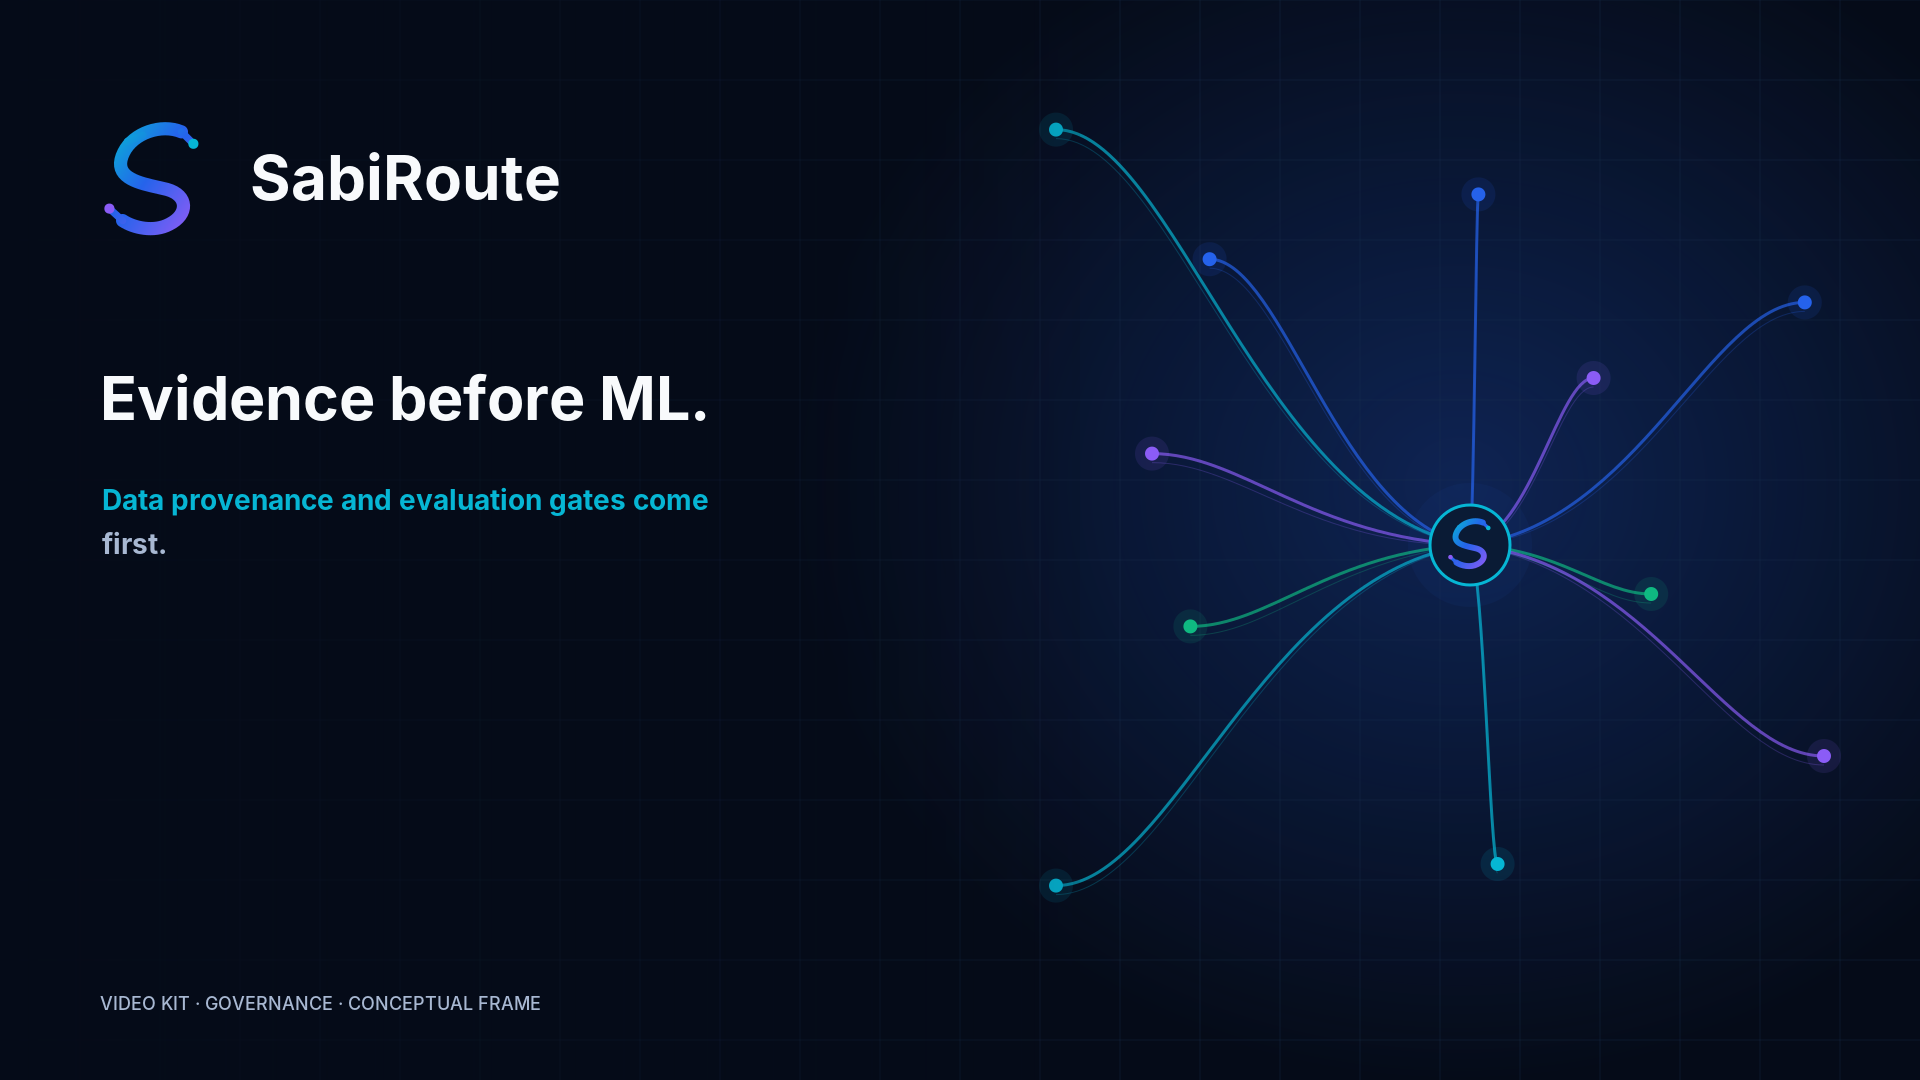 SabiRoute
Evidence before ML.
Data provenance and evaluation gates come
first.
VIDEO KIT · GOVERNANCE · CONCEPTUAL FRAME